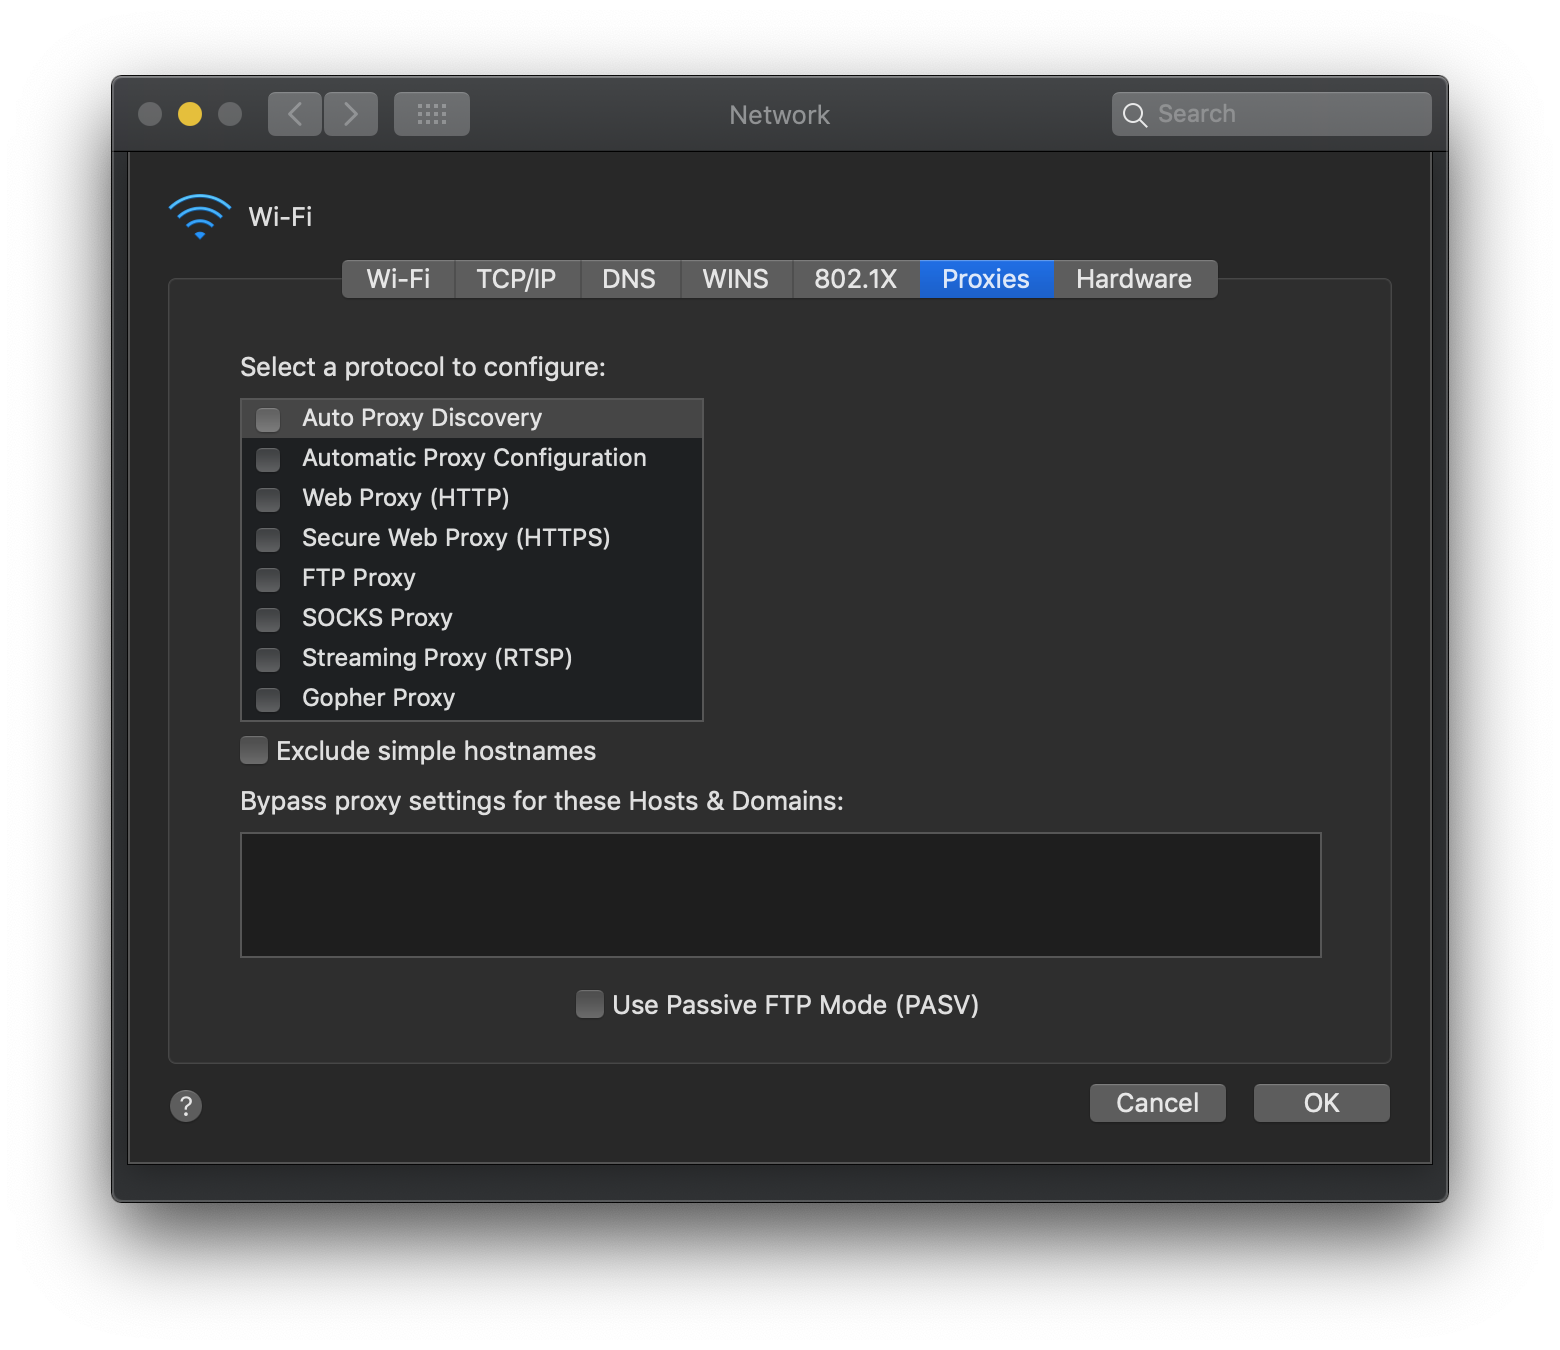 Network
Search
Wi-Fi
Wi-Fi TCP/IP DNS WINS 802.1X Proxies Hardware
Select a protocol to configure:
Auto Proxy Discovery
Automatic Proxy Configuration
Web Proxy (HTTP)
Secure Web Proxy (HTTPS)
FTP Proxy
SOCKS Proxy
Streaming Proxy (RTSP)
Gopher Proxy
Exclude simple hostnames
Bypass proxy settings for these Hosts & Domains:
Use Passive FTP Mode (PASV)
? Cancel OK